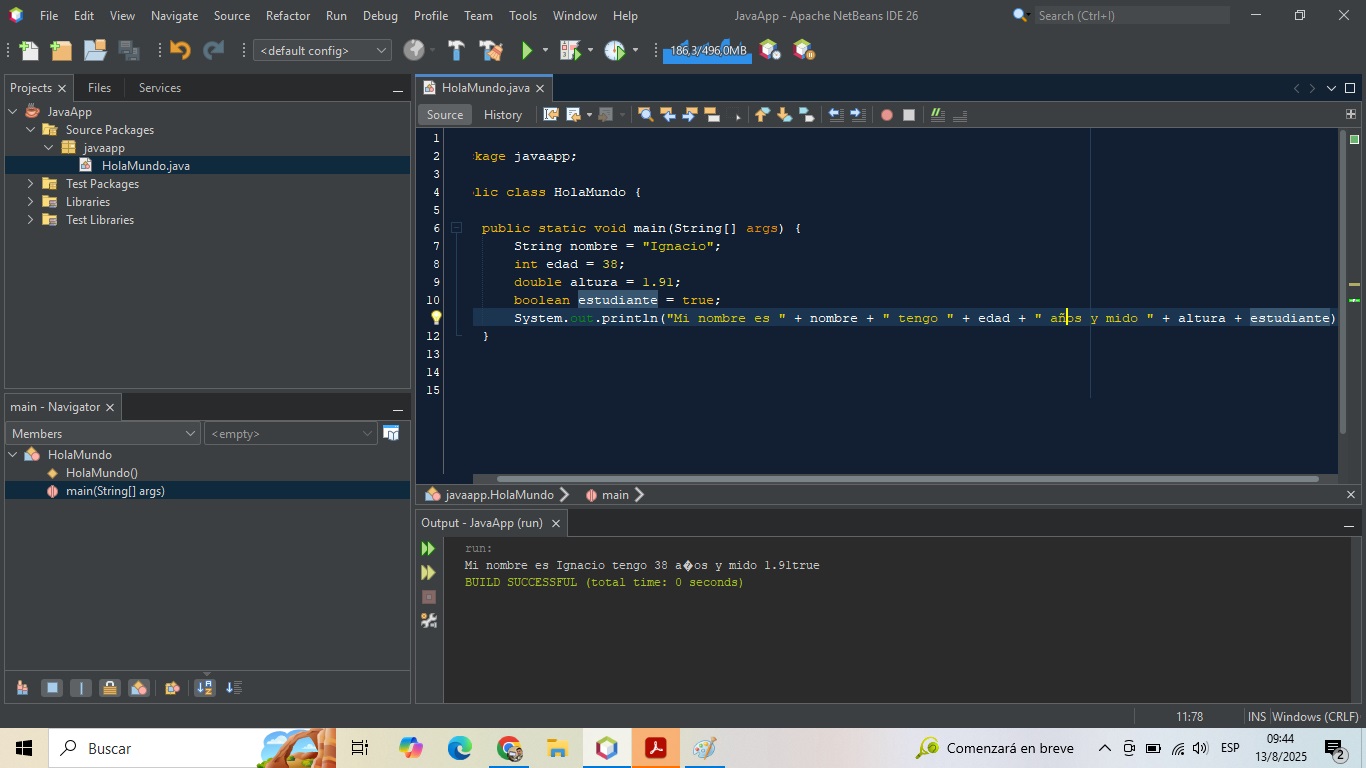 File Edit View Navigate Source Refactor Run Debug Profile Team Tools Window Help
JavaApp - Apache NetBeans IDE 26
Search (Ctrl+I)
<default config>
186,3/496,0MB
Projects
Files
Services
JavaApp
Source Packages
javaapp
HolaMundo.java
Test Packages
Libraries
Test Libraries
main - Navigator
Members
<empty>
HolaMundo
HolaMundo()
main(String[] args)
HolaMundo.java
Source
History
1
2 kage javaapp;
3
4 lic class HolaMundo {
5
6 public static void main(String[] args) {
7 String nombre = "Ignacio";
8 int edad = 38;
9 double altura = 1.91;
10 boolean estudiante = true;
System.out.println("Mi nombre es " + nombre + " tengo " + edad + " años y mido " + altura + estudiante)
12 }
13
14
15
javaapp.HolaMundo
main
Output - JavaApp (run)
run:
Mi nombre es Ignacio tengo 38 a�os y mido 1.91true
BUILD SUCCESSFUL (total time: 0 seconds)
11:78
INS
Windows (CRLF)
Buscar
Comenzará en breve
ESP
09:44
13/8/2025
2